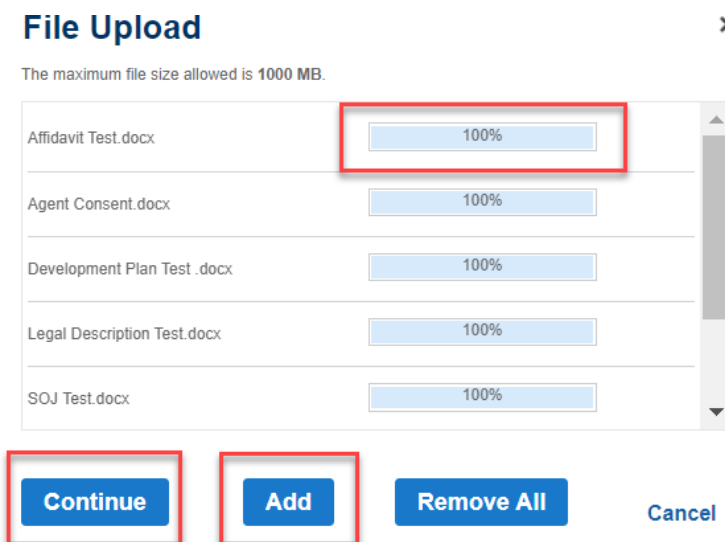 File Upload
The maximum file size allowed is 1000 MB.
Affidavit Test.docx 100%
Agent Consent.docx 100%
Development Plan Test .docx 100%
Legal Description Test.docx 100%
SOJ Test.docx 100%
Continue Add Remove All Cancel